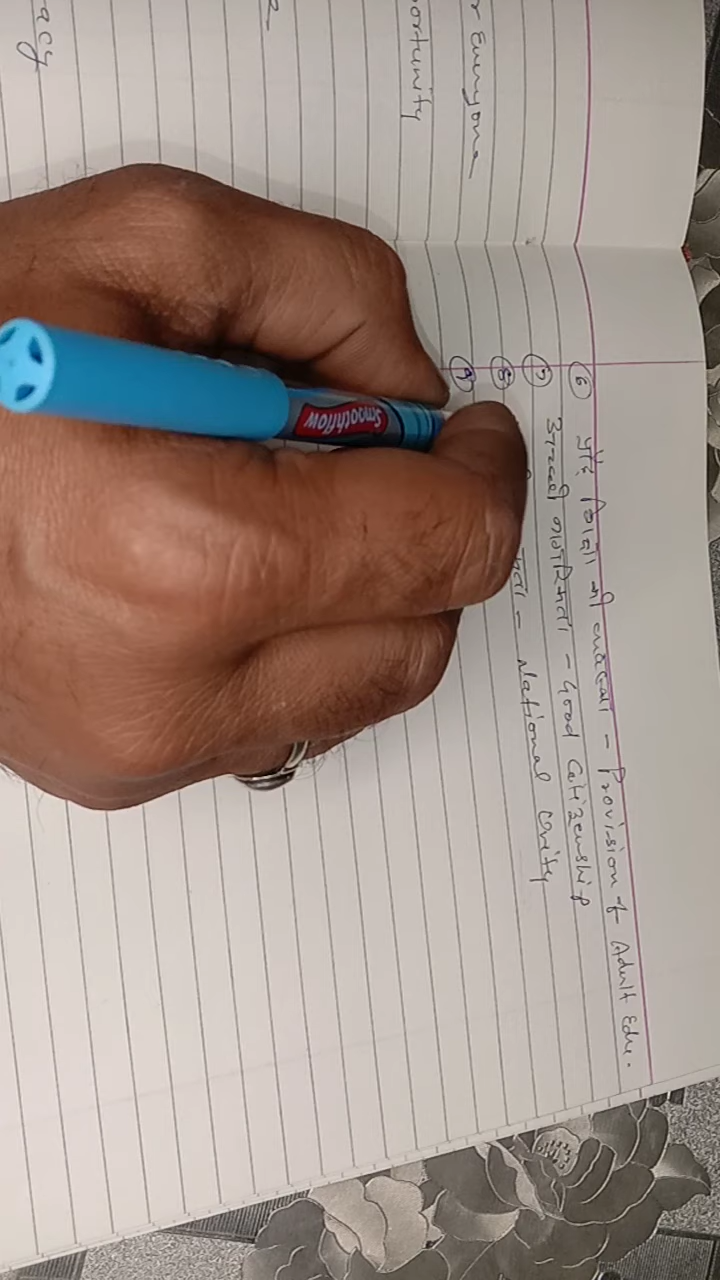 r Everyone
portunity
acy
⑥ प्रौढ़ शिक्षा की व्यवस्था - Provision of Adult Edu.
⑦ अच्छी नागरिकता - Good Citizenship
⑧ - National Unity
⑨
Smoothflow